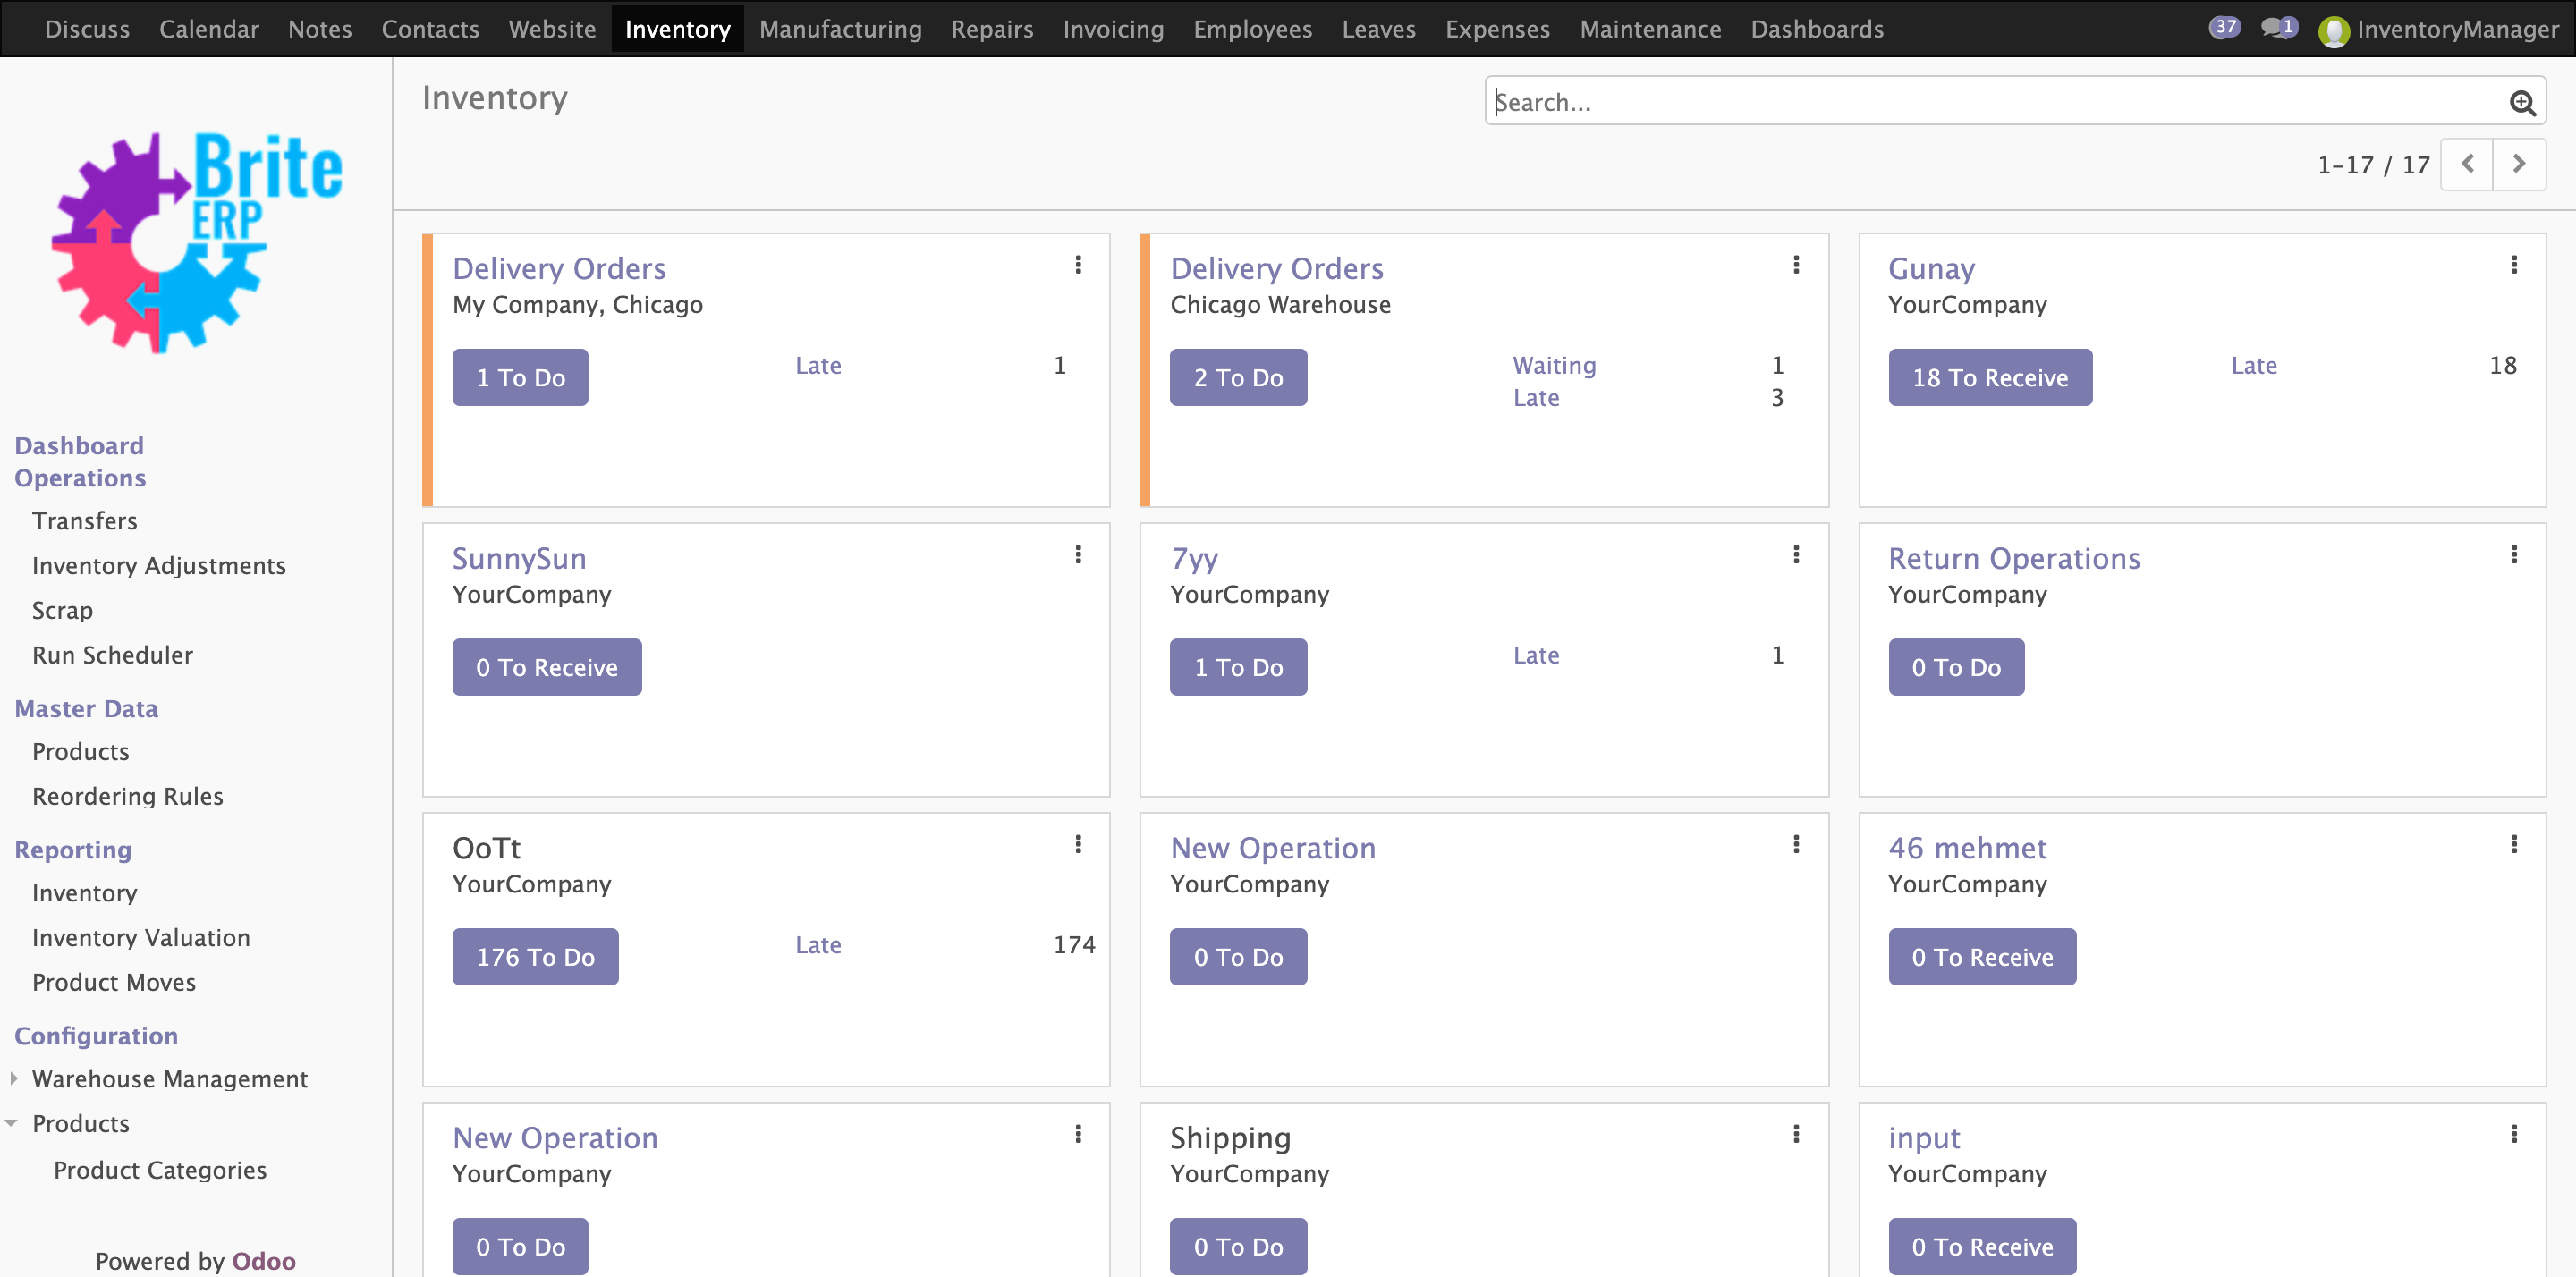 Discuss Calendar Notes Contacts Website Inventory Manufacturing Repairs Invoicing Employees Leaves Expenses Maintenance Dashboards 37 1 InventoryManager
Brite
ERP
Dashboard
Operations
Transfers
Inventory Adjustments
Scrap
Run Scheduler
Master Data
Products
Reordering Rules
Reporting
Inventory
Inventory Valuation
Product Moves
Configuration
Warehouse Management
Products
Product Categories
Powered by Odoo
Inventory
Search...
1-17 / 17
Delivery Orders
My Company, Chicago
1 To Do Late 1
Delivery Orders
Chicago Warehouse
2 To Do Waiting 1
Late 3
Gunay
YourCompany
18 To Receive Late 18
SunnySun
YourCompany
0 To Receive
7yy
YourCompany
1 To Do Late 1
Return Operations
YourCompany
0 To Do
OoTt
YourCompany
176 To Do Late 174
New Operation
YourCompany
0 To Do
46 mehmet
YourCompany
0 To Receive
New Operation
YourCompany
0 To Do
Shipping
YourCompany
0 To Do
input
YourCompany
0 To Receive